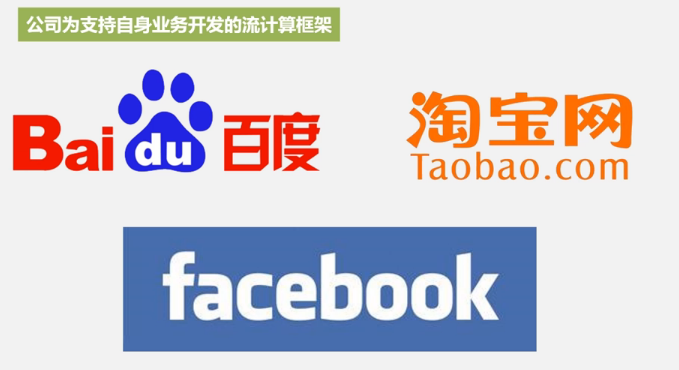 公司为支持自身业务开发的流计算框架
Bai du 百度
淘宝网
Taobao.com
facebook